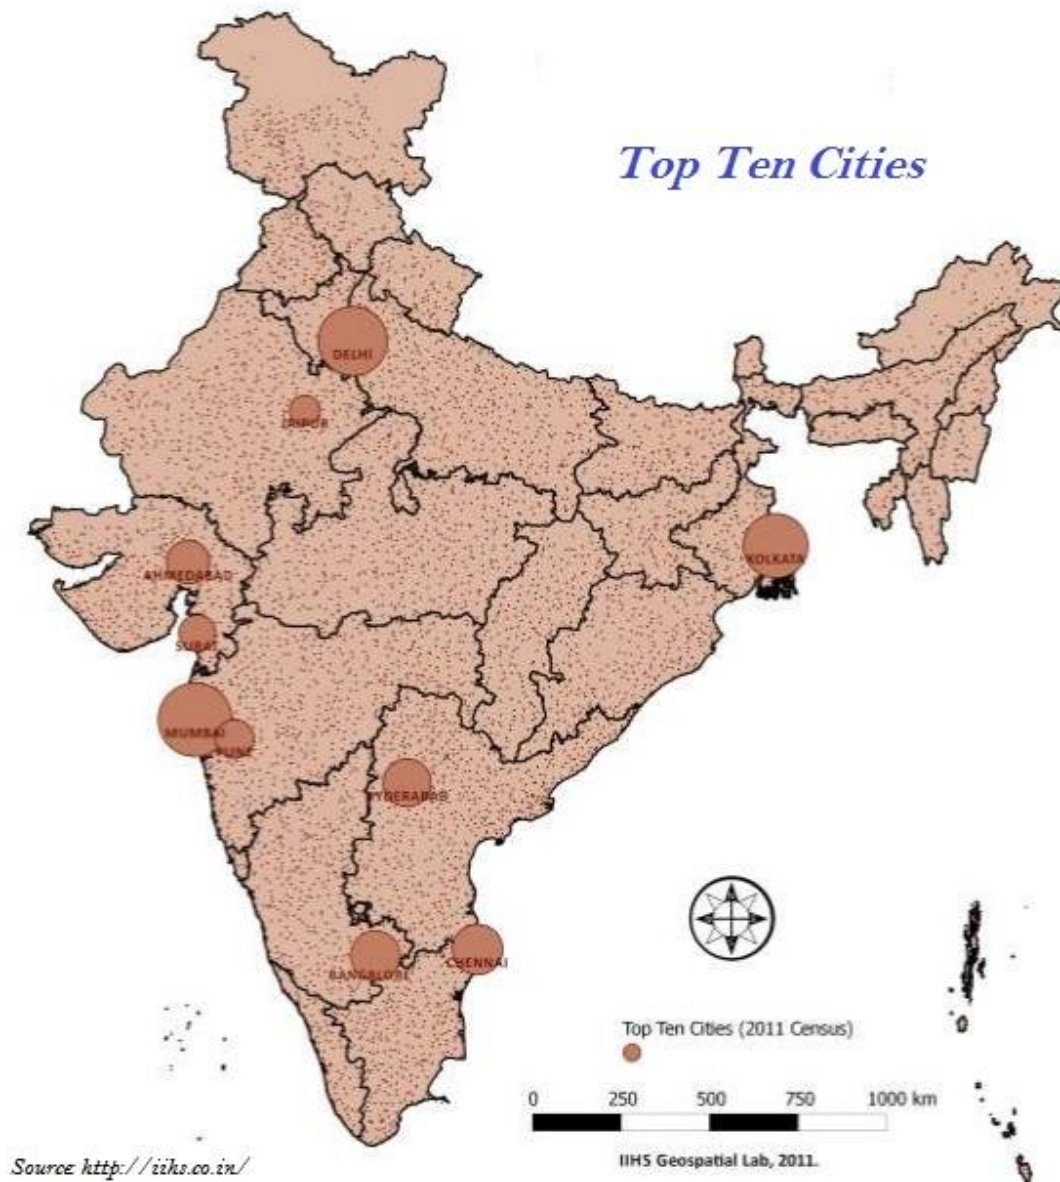 Top Ten Cities
DELHI
JAIPUR
KOLKATA
AHMEDABAD
SURAT
MUMBAI
PUNE
HYDERABAD
BANGALORE
CHENNAI
Top Ten Cities (2011 Census)
0 250 500 750 1000 km
IIHS Geospatial Lab, 2011.
Source http://iihs.co.in/